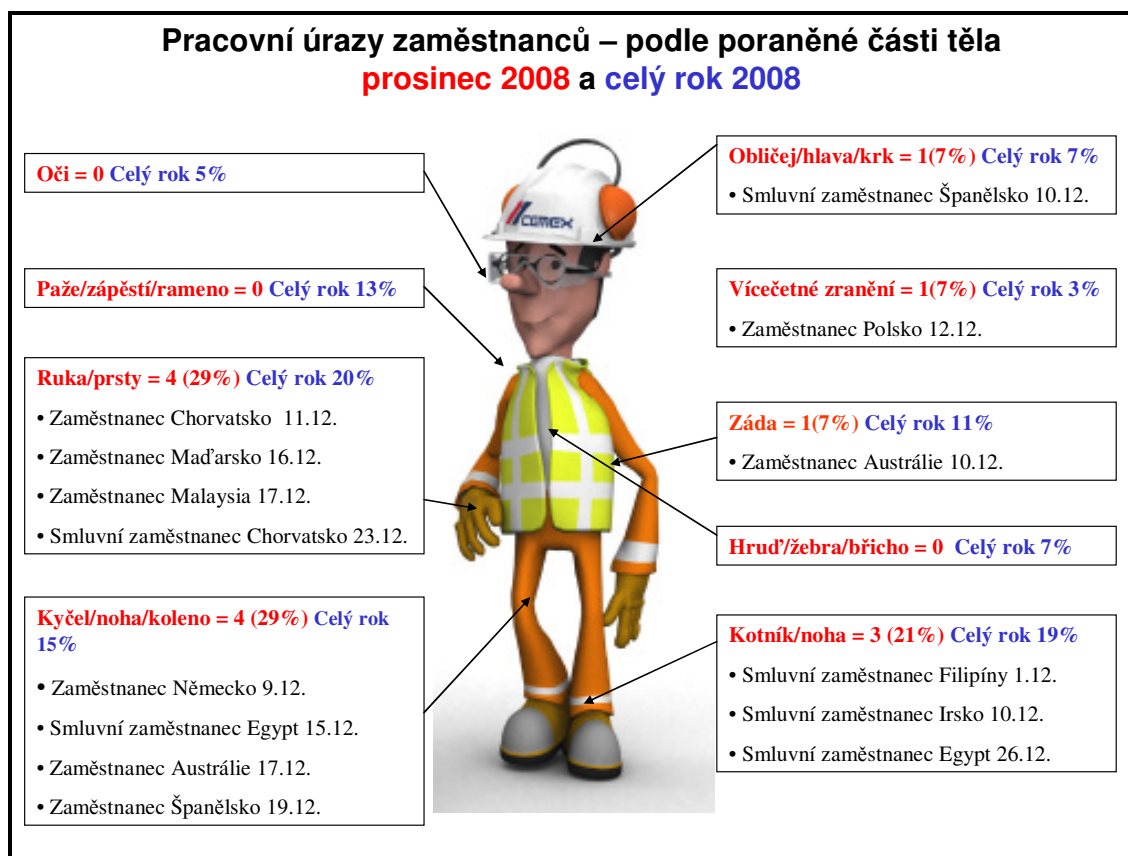 Pracovní úrazy zaměstnanců – podle poraněné části těla
prosinec 2008 a celý rok 2008
Oči = 0 Celý rok 5%
Paže/zápěstí/rameno = 0 Celý rok 13%
Ruka/prsty = 4 (29%) Celý rok 20%
• Zaměstnanec Chorvatsko 11.12.
• Zaměstnanec Maďarsko 16.12.
• Zaměstnanec Malaysia 17.12.
• Smluvní zaměstnanec Chorvatsko 23.12.
Kyčel/noha/koleno = 4 (29%) Celý rok
15%
• Zaměstnanec Německo 9.12.
• Smluvní zaměstnanec Egypt 15.12.
• Zaměstnanec Austrálie 17.12.
• Zaměstnanec Španělsko 19.12.
CEMEX
Obličej/hlava/krk = 1(7%) Celý rok 7%
• Smluvní zaměstnanec Španělsko 10.12.
Vícečetné zranění = 1(7%) Celý rok 3%
• Zaměstnanec Polsko 12.12.
Záda = 1(7%) Celý rok 11%
• Zaměstnanec Austrálie 10.12.
Hruď/žebra/břicho = 0 Celý rok 7%
Kotník/noha = 3 (21%) Celý rok 19%
• Smluvní zaměstnanec Filipíny 1.12.
• Smluvní zaměstnanec Irsko 10.12.
• Smluvní zaměstnanec Egypt 26.12.